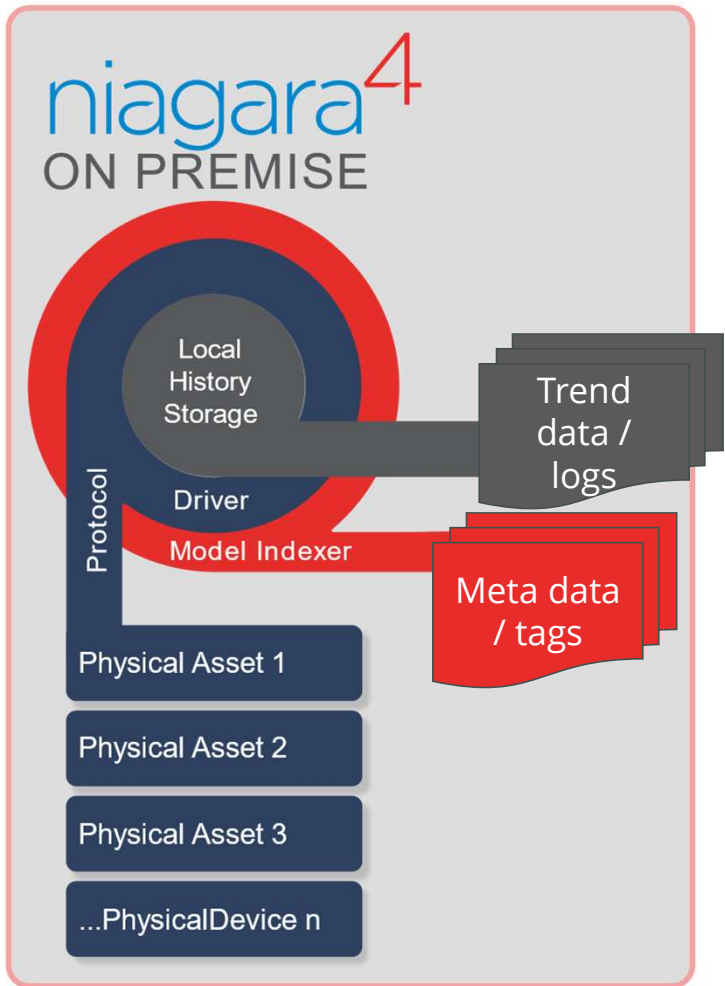 niagara4
ON PREMISE
Local
History
Storage
Trend
data /
logs
Protocol
Driver
Model Indexer
Meta data
/ tags
Physical Asset 1
Physical Asset 2
Physical Asset 3
...PhysicalDevice n